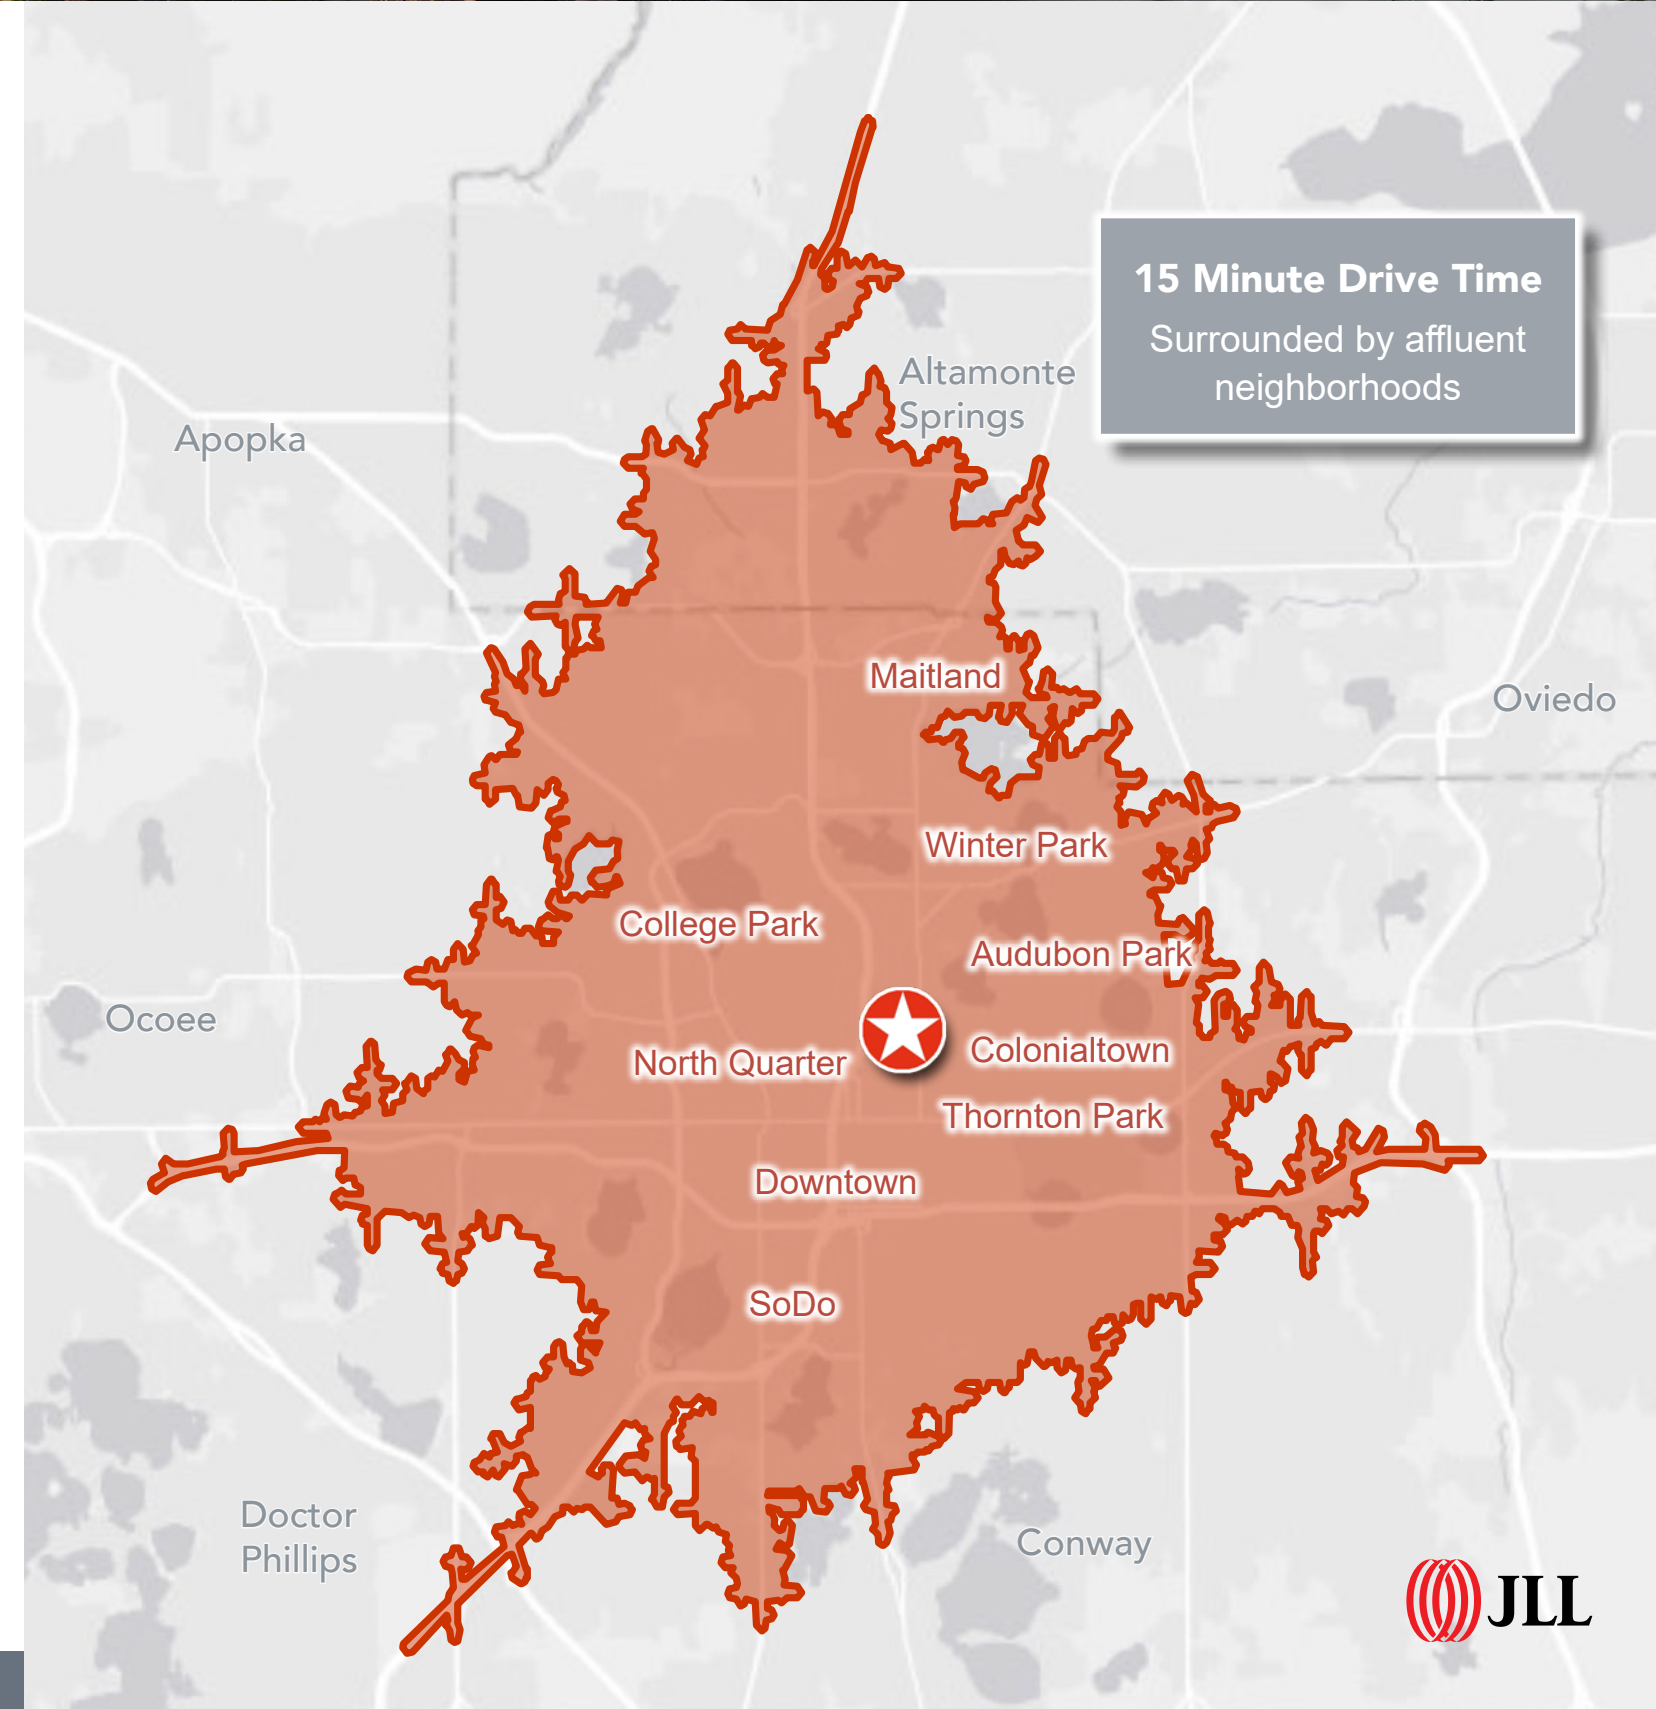 15 Minute Drive Time
Surrounded by affluent
neighborhoods
Altamonte
Springs
Apopka
Maitland
Oviedo
Winter Park
College Park
Audubon Park
Ocoee
North Quarter
Colonialtown
Thornton Park
Downtown
SoDo
Doctor
Phillips
Conway
JLL